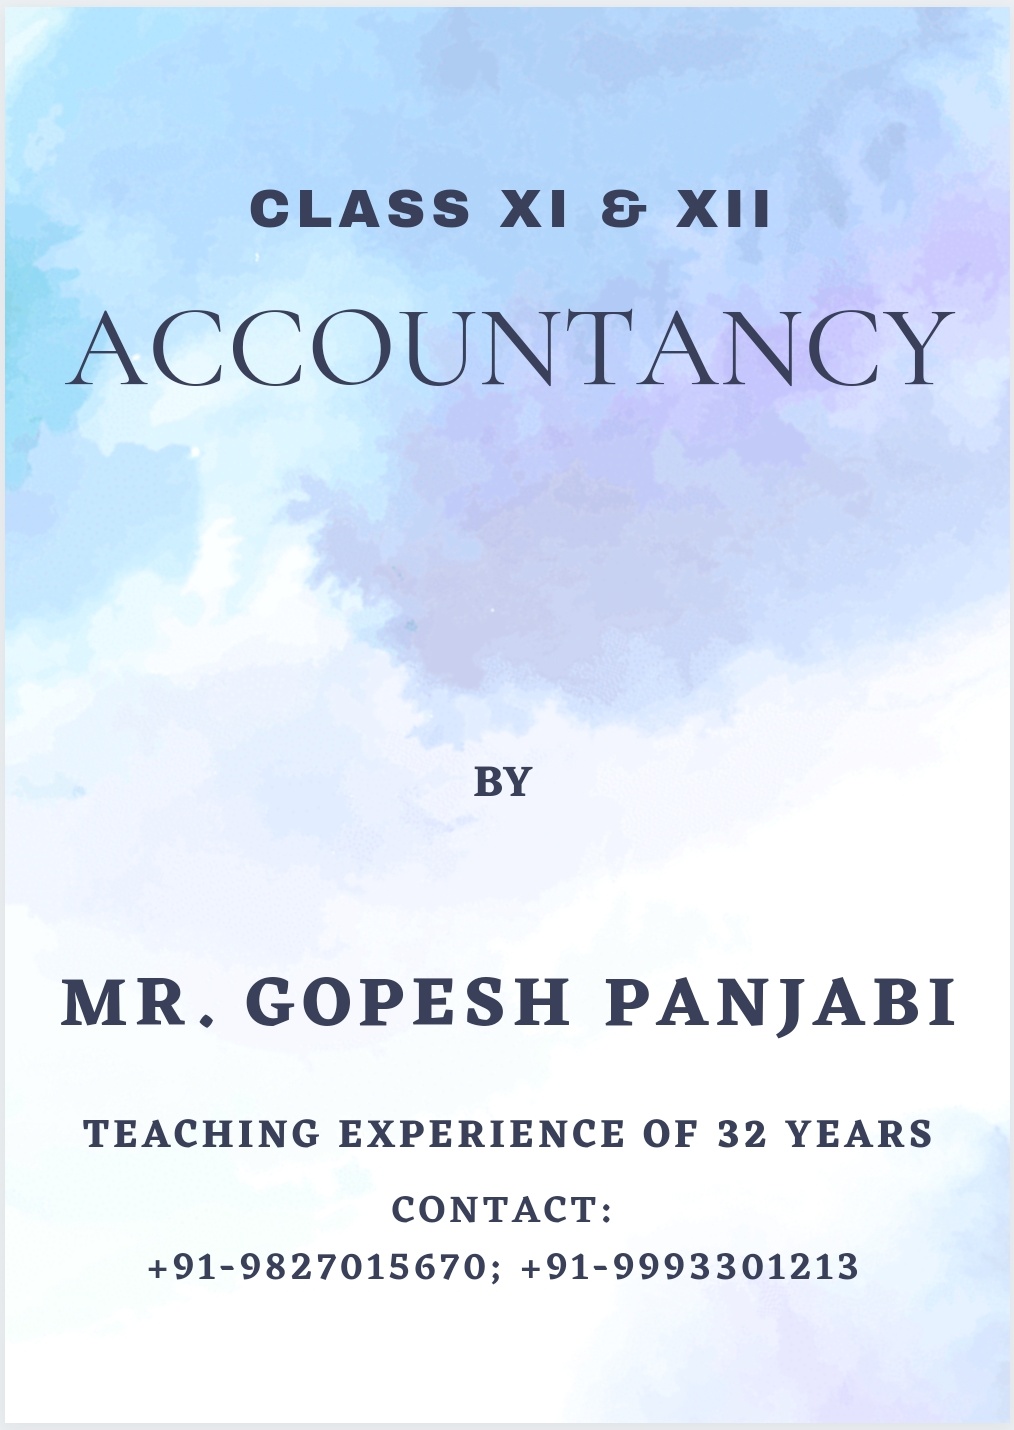 CLASS XI & XII
ACCOUNTANCY
BY
MR. GOPESH PANJABI
TEACHING EXPERIENCE OF 32 YEARS
CONTACT:
+91-9827015670; +91-9993301213